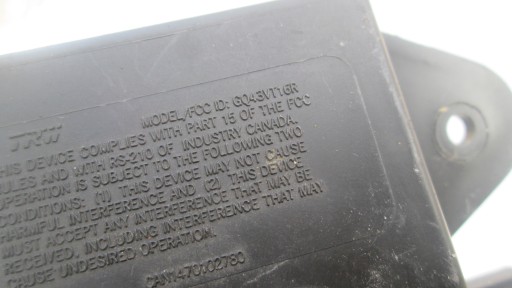 TRW
MODEL/FCC ID: GQ43VT16R
THIS DEVICE COMPLIES WITH PART 15 OF THE FCC
RULES AND WITH RS-210 OF INDUSTRY CANADA.
OPERATION IS SUBJECT TO THE FOLLOWING TWO
CONDITIONS: (1) THIS DEVICE MAY NOT CAUSE
HARMFUL INTERFERENCE AND (2) THIS DEVICE
MUST ACCEPT ANY INTERFERENCE THAT MAY BE
RECEIVED, INCLUDING INTERFERENCE THAT MAY
CAUSE UNDESIRED OPERATION.
CAN1470102780